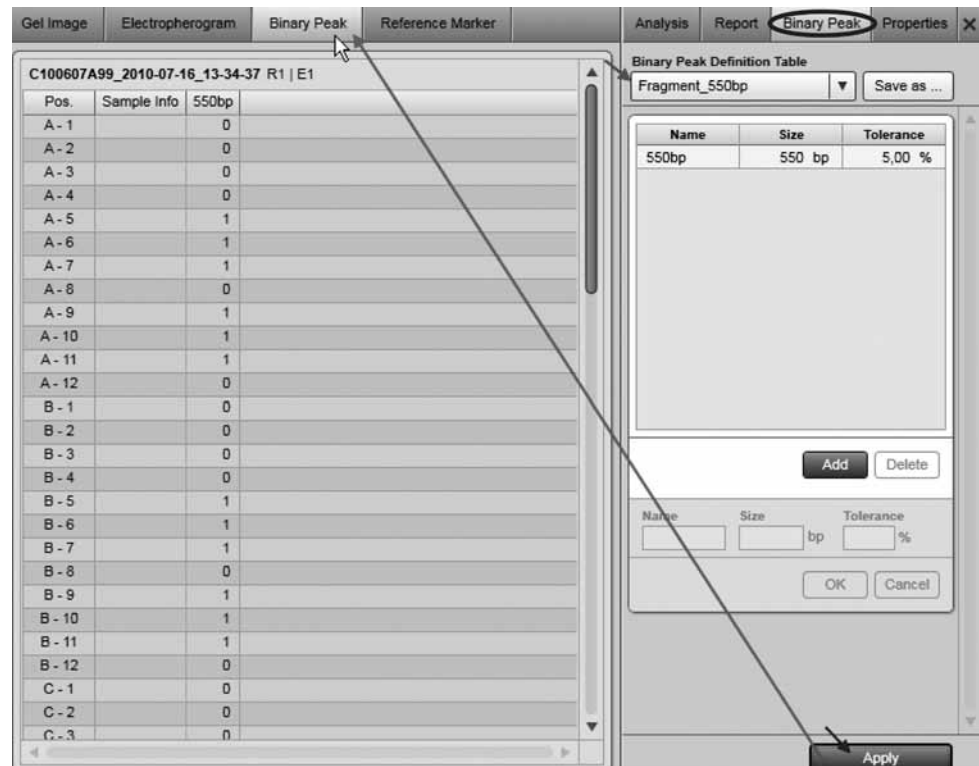 Gel Image Electropherogram Binary Peak Reference Marker
C100607A99_2010-07-16_13-34-37 R1 | E1
Pos. Sample Info 550bp
A - 1 0
A - 2 0
A - 3 0
A - 4 0
A - 5 1
A - 6 1
A - 7 1
A - 8 0
A - 9 1
A - 10 1
A - 11 1
A - 12 0
B - 1 0
B - 2 0
B - 3 0
B - 4 0
B - 5 1
B - 6 1
B - 7 1
B - 8 0
B - 9 1
B - 10 1
B - 11 1
B - 12 0
C - 1 0
C - 2 0
C - 3 0
Analysis Report Binary Peak Properties
Binary Peak Definition Table
Fragment_550bp Save as ...
Name Size Tolerance
550bp 550 bp 5,00 %
Add Delete
Name Size Tolerance
bp %
OK Cancel
Apply